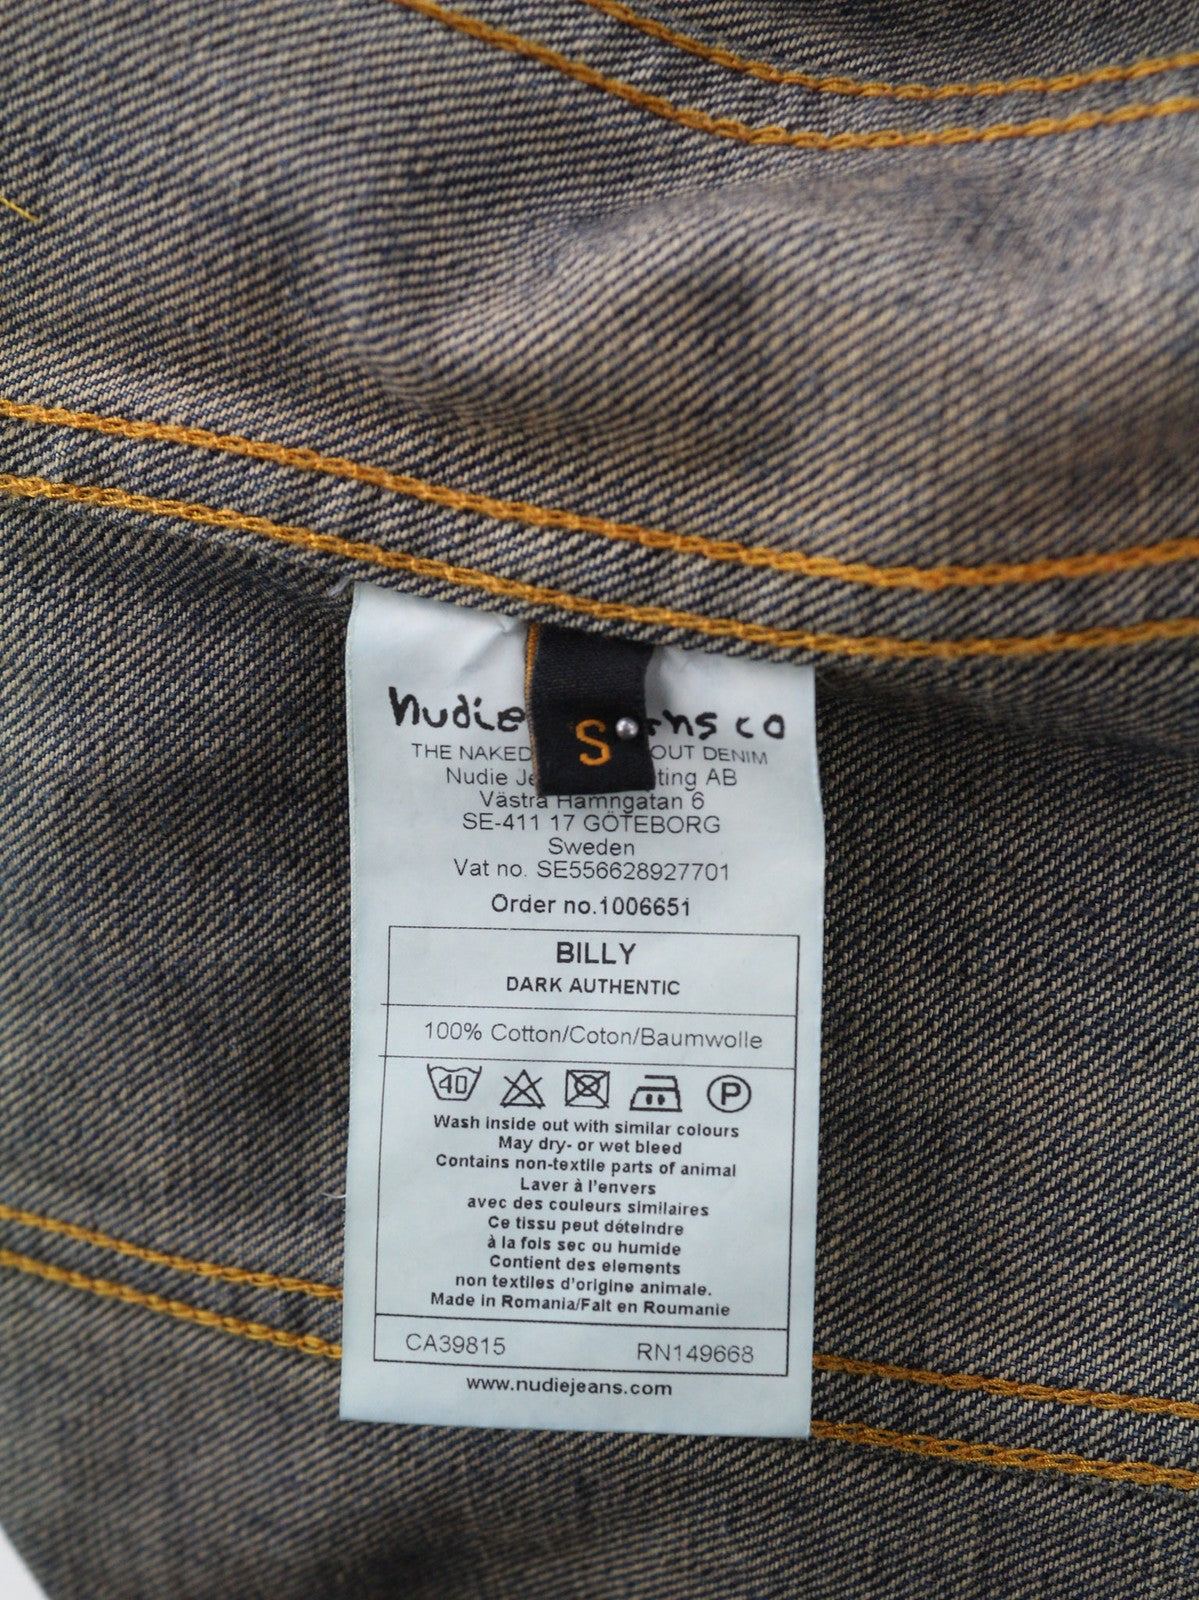 nudie ns co
THE NAKED OUT DENIM
Nudie Je ting AB
S
Västra Hamngatan 6
SE-411 17 GÖTEBORG
Sweden
Vat no. SE556628927701
Order no.1006651
BILLY
DARK AUTHENTIC
100% Cotton/Coton/Baumwolle
40 P
Wash inside out with similar colours
May dry- or wet bleed
Contains non-textile parts of animal
Laver à l'envers
avec des couleurs similaires
Ce tissu peut déteindre
à la fois sec ou humide
Contient des elements
non textiles d'origine animale.
Made in Romania/Falt en Roumanie
CA39815 RN149668
www.nudiejeans.com